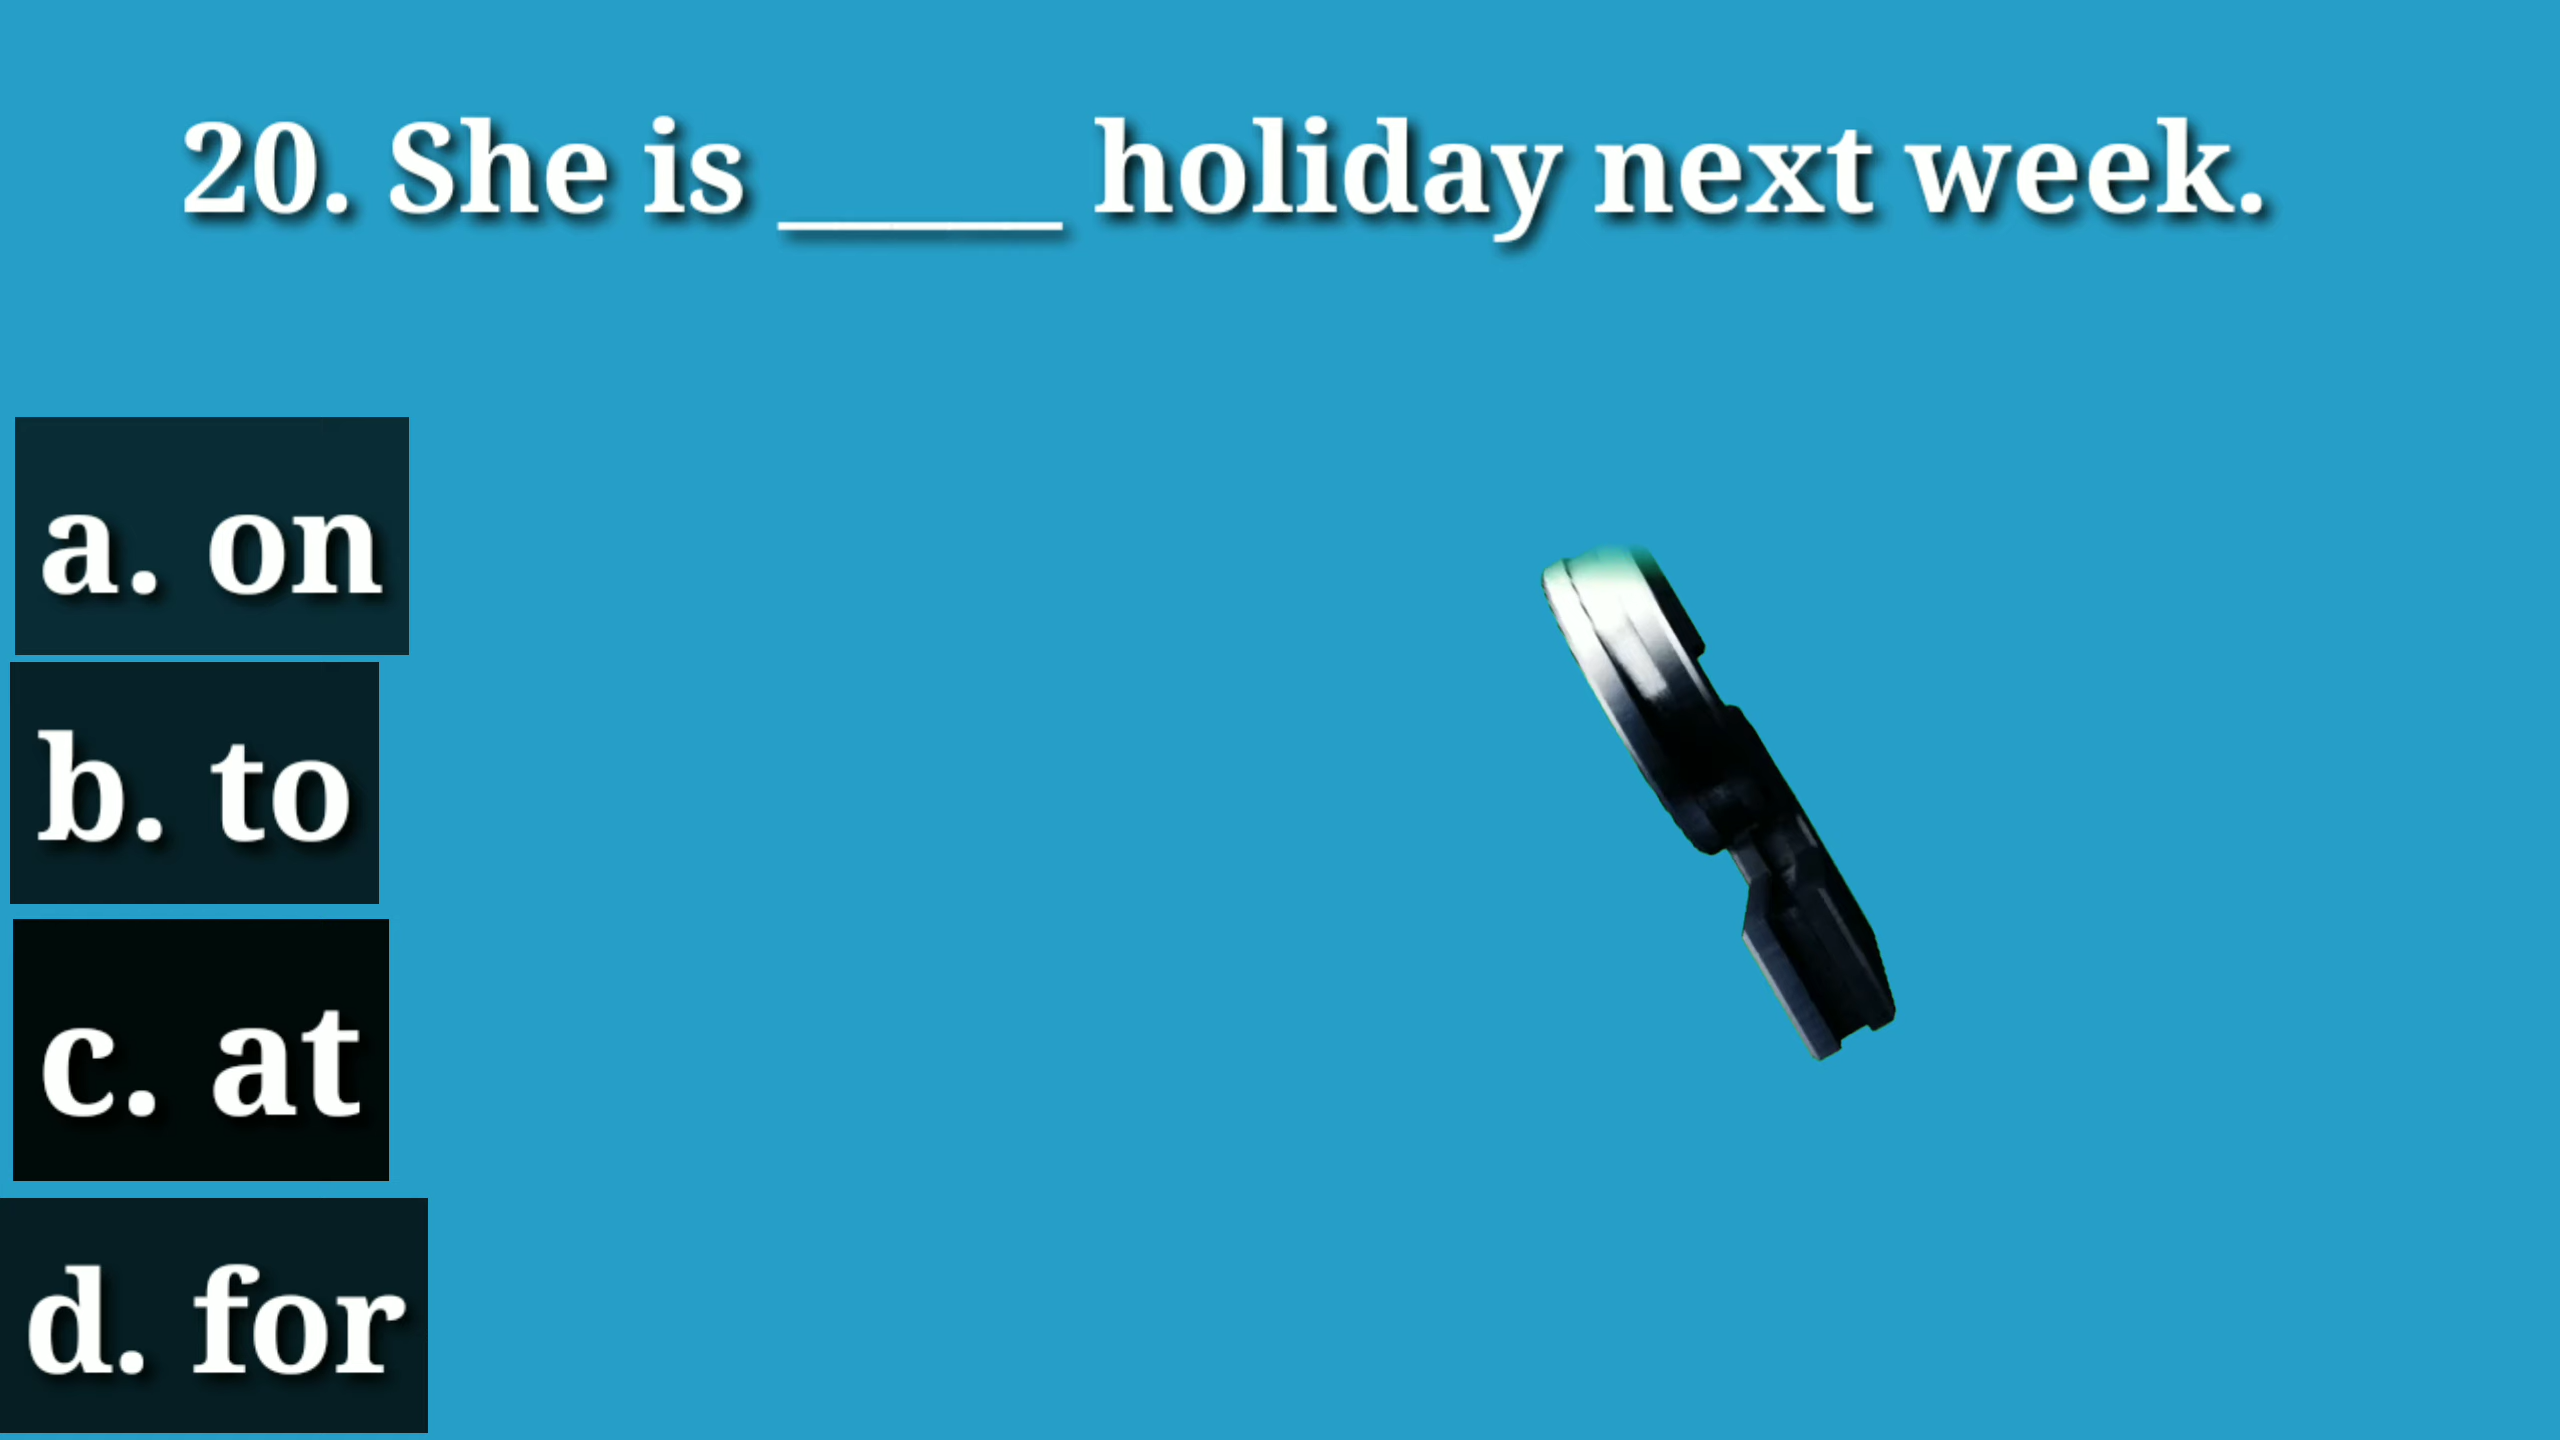 20. She is _____ holiday next week.
a. on
b. to
c. at
d. for